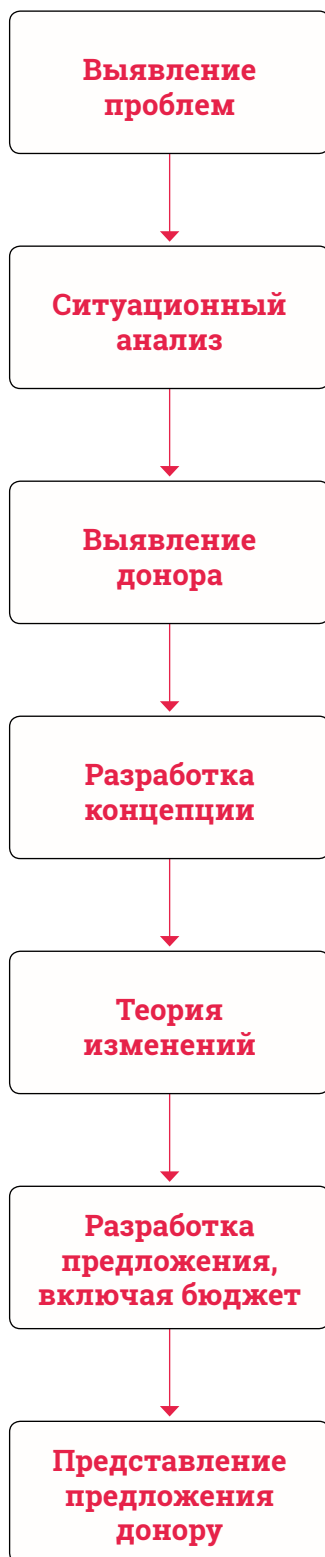 Выявление
проблем
Ситуационный
анализ
Выявление
донора
Разработка
концепции
Теория
изменений
Разработка
предложения,
включая бюджет
Представление
предложения
донору